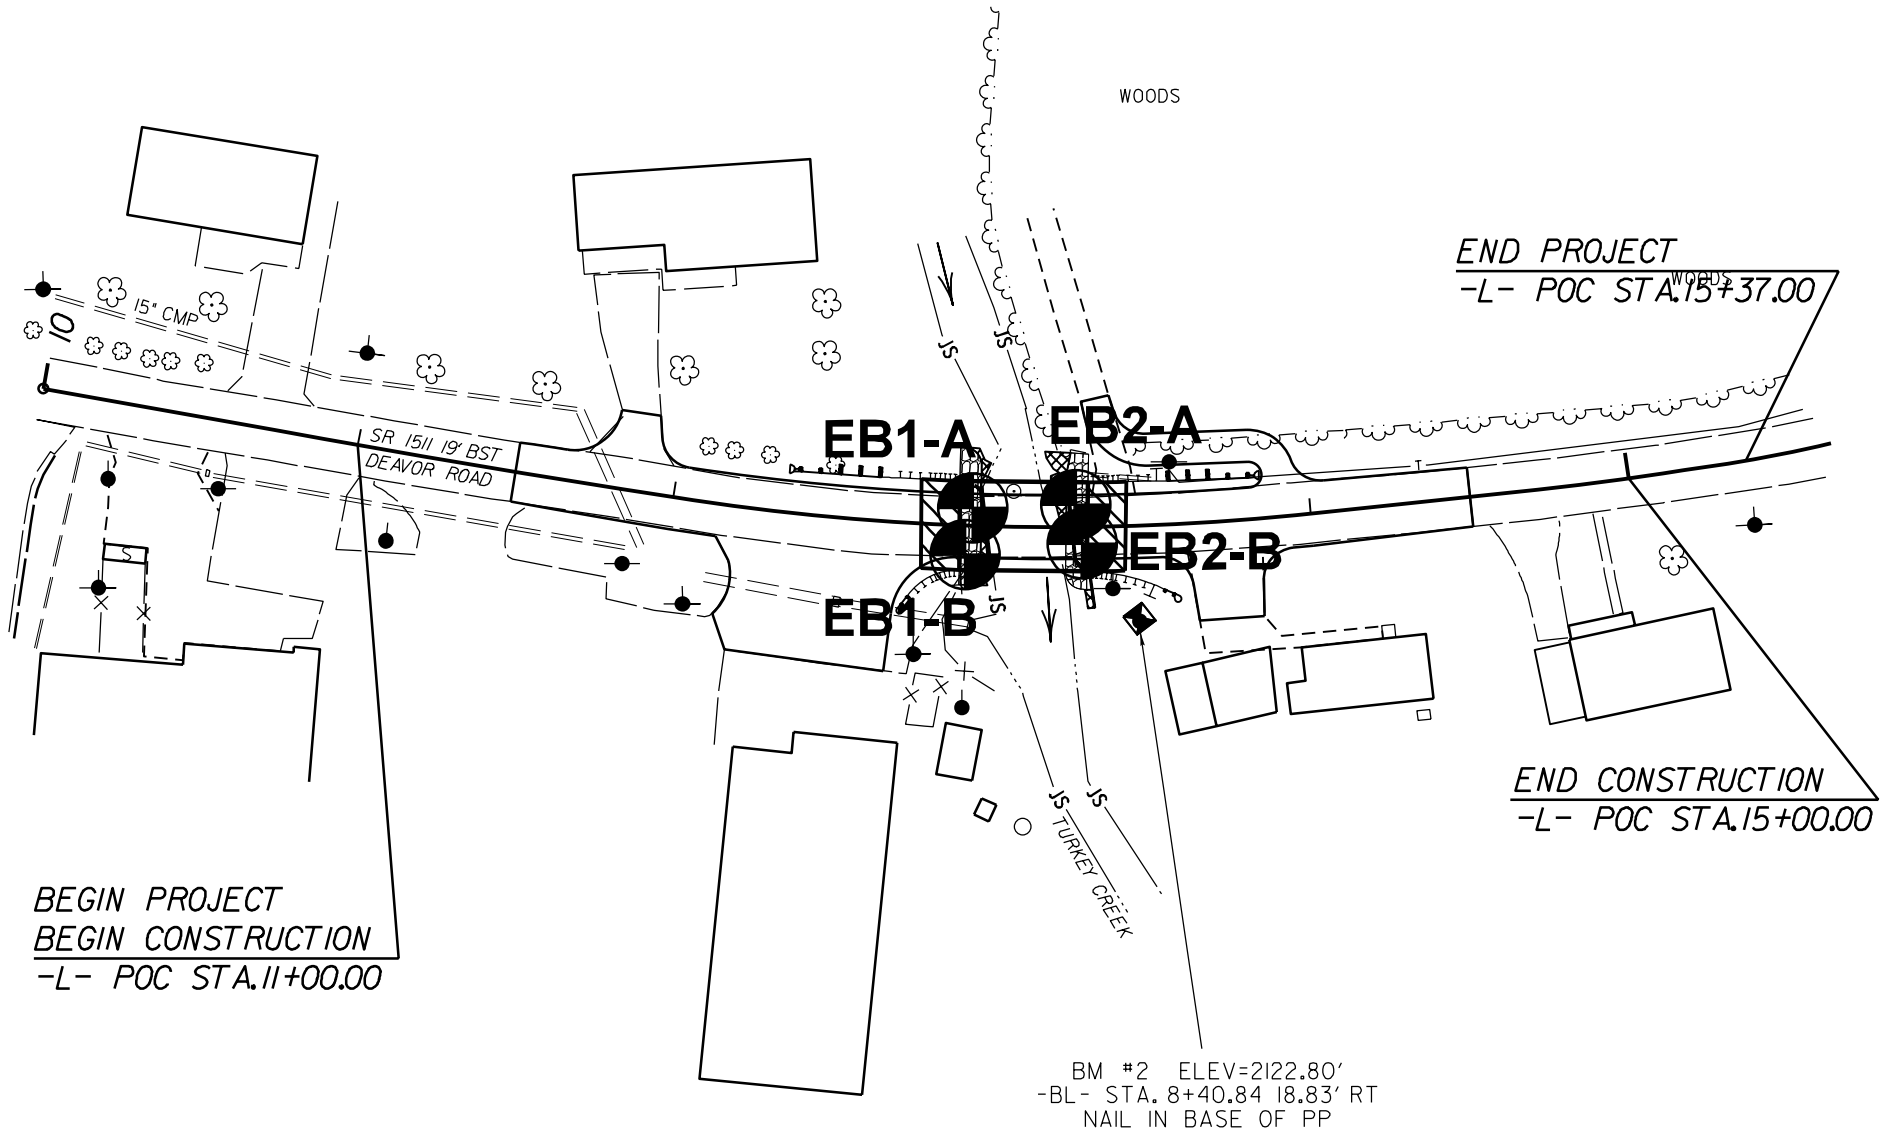 WOODS
END PROJECT
WOODS
-L- POC STA.15+37.00
15" CMP
10
JS
JS
SR 1511 19' BST
DEAVOR ROAD
EB1-A
EB2-A
EB2-B
EB1-B
S
JS
JS
JS
TURKEY CREEK
END CONSTRUCTION
-L- POC STA.15+00.00
BEGIN PROJECT
BEGIN CONSTRUCTION
-L- POC STA.11+00.00
BM #2 ELEV=2122.80'
-BL- STA. 8+40.84 18.83' RT
NAIL IN BASE OF PP